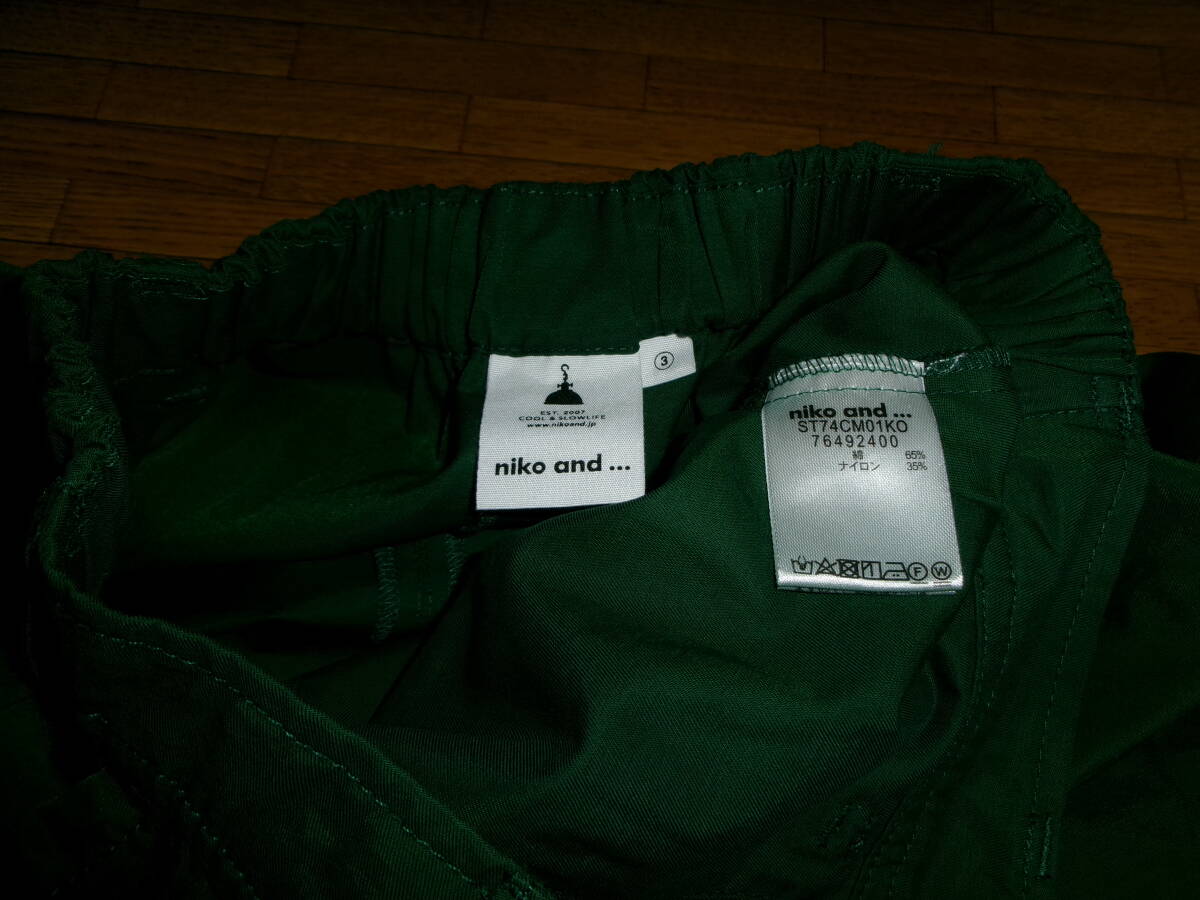 ③
EST. 2007
COOL & SLOWLIFE
www.nikoand.jp
niko and ...
niko and ...
ST74CM01KO
76492400
綿 65%
ナイロン 35%
F W